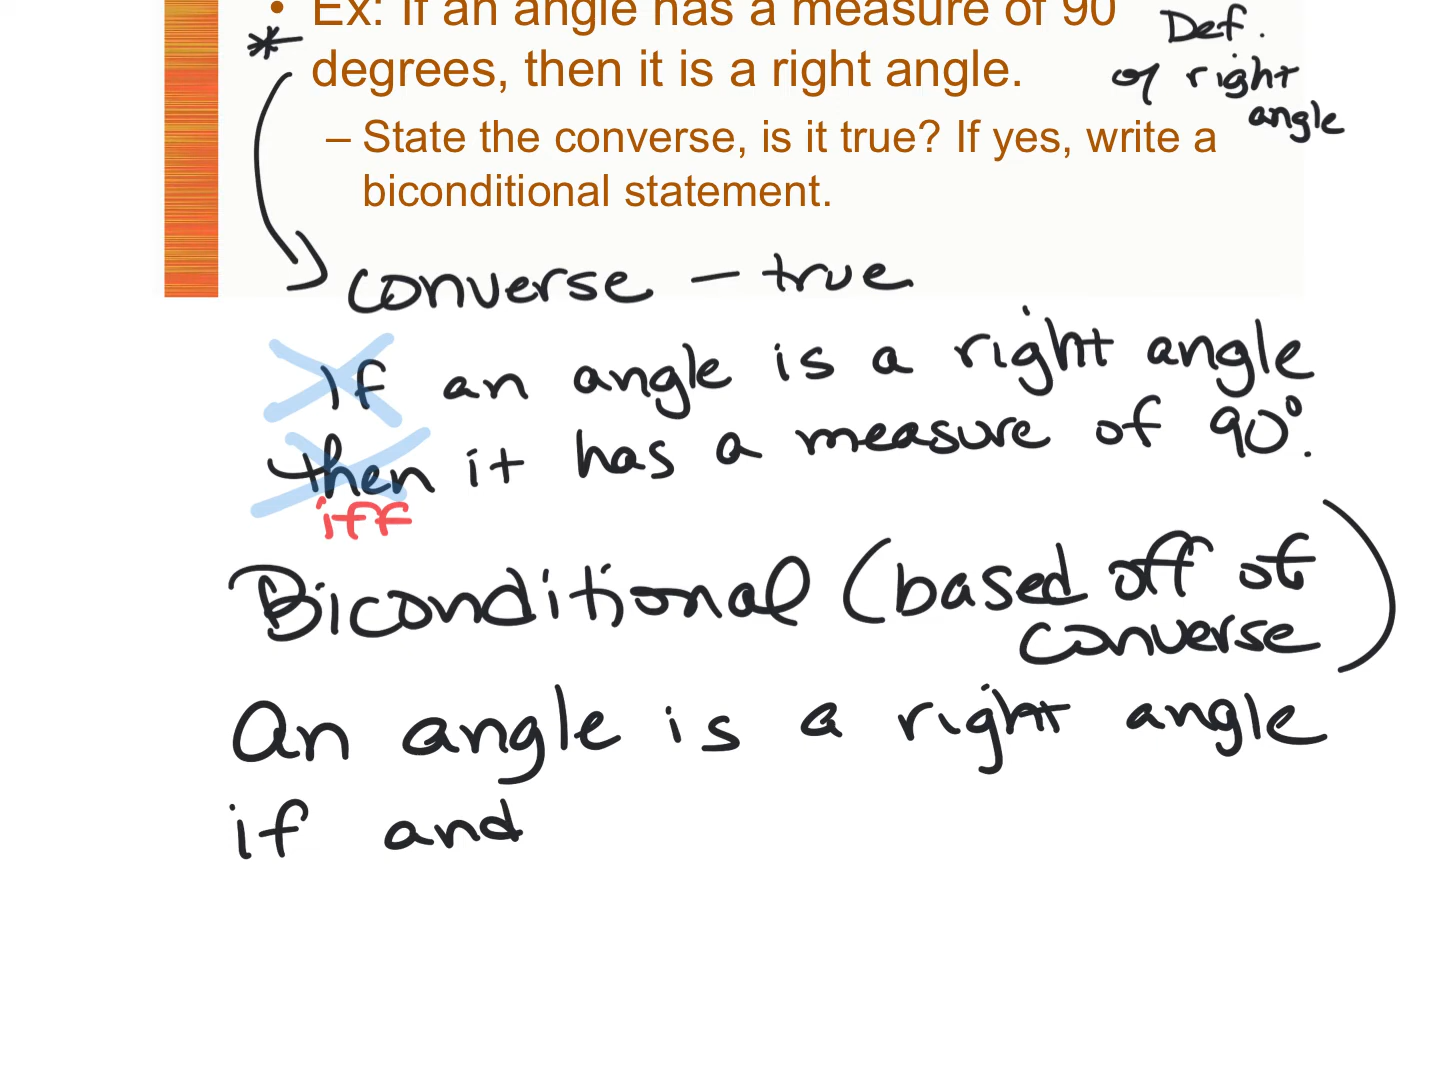 • Ex: If an angle has a measure of 90
Def.
* degrees, then it is a right angle.
of right
angle
– State the converse, is it true? If yes, write a
biconditional statement.
converse — true
If an angle is a right angle
then it has a measure of 90°.
iff
Biconditional (based off of
converse)
An angle is a right angle
if and